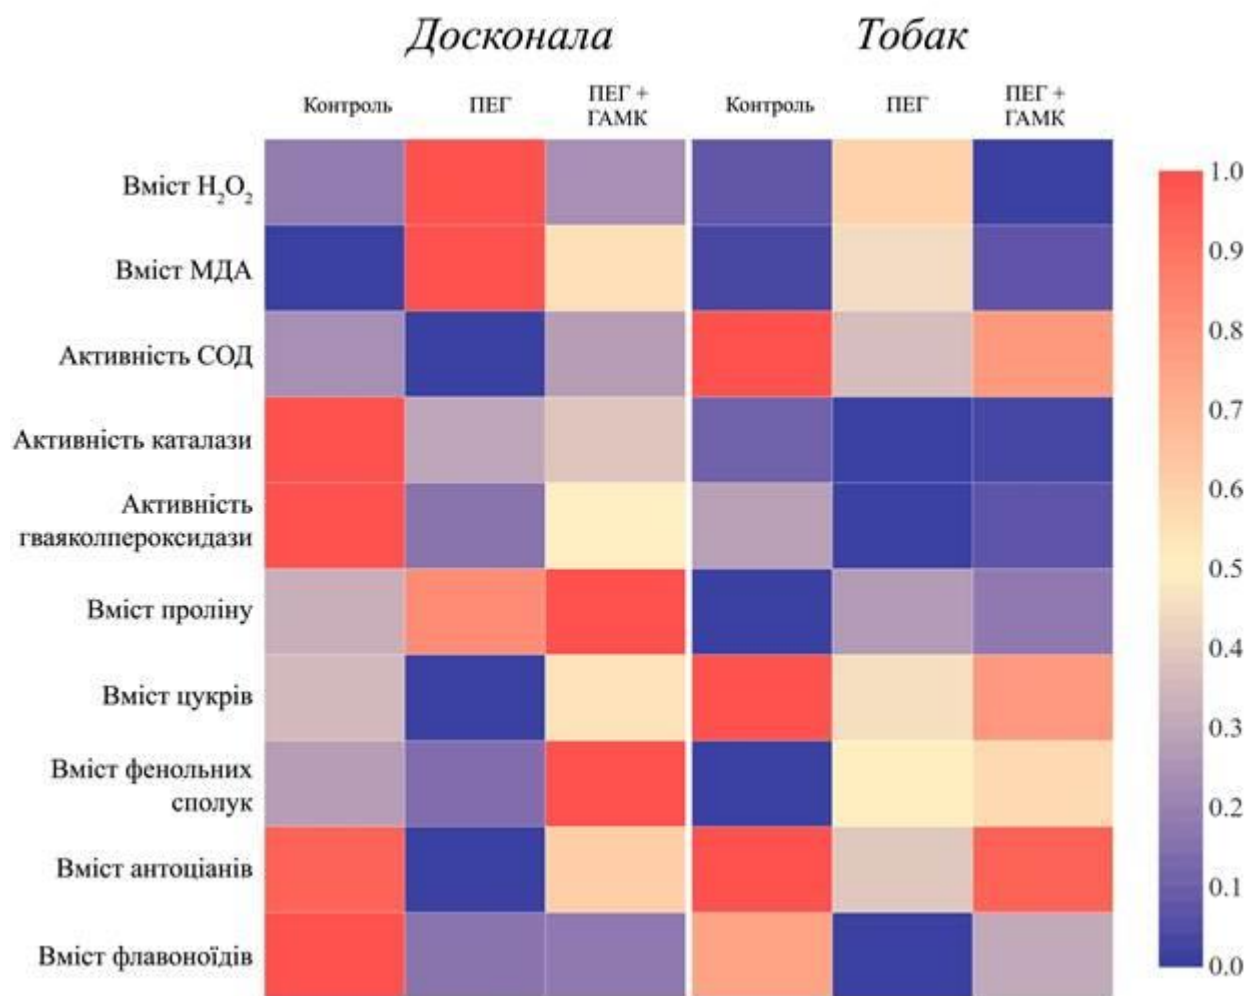 Досконала Тобак
Контроль ПЕГ ПЕГ + ГАМК Контроль ПЕГ ПЕГ + ГАМК
Вміст H₂O₂
Вміст МДА
Активність СОД
Активність каталази
Активність
гваяколпероксидази
Вміст проліну
Вміст цукрів
Вміст фенольних
сполук
Вміст антоціанів
Вміст флавоноїдів
1.0
0.9
0.8
0.7
0.6
0.5
0.4
0.3
0.2
0.1
0.0